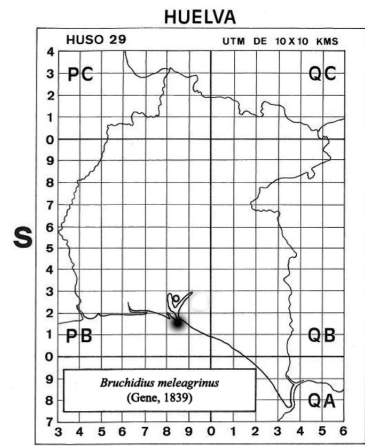 HUELVA
HUSO 29 UTM DE 10 X 10 KMS
4 PC QC
3
2
1
0
9
8
7
6
S
5
4
3
2
1 PB QB
0
9
8 Bruchidius meleagrinus
(Gene, 1839)
7 QA
3 4 5 6 7 8 9 0 1 2 3 4 5 6